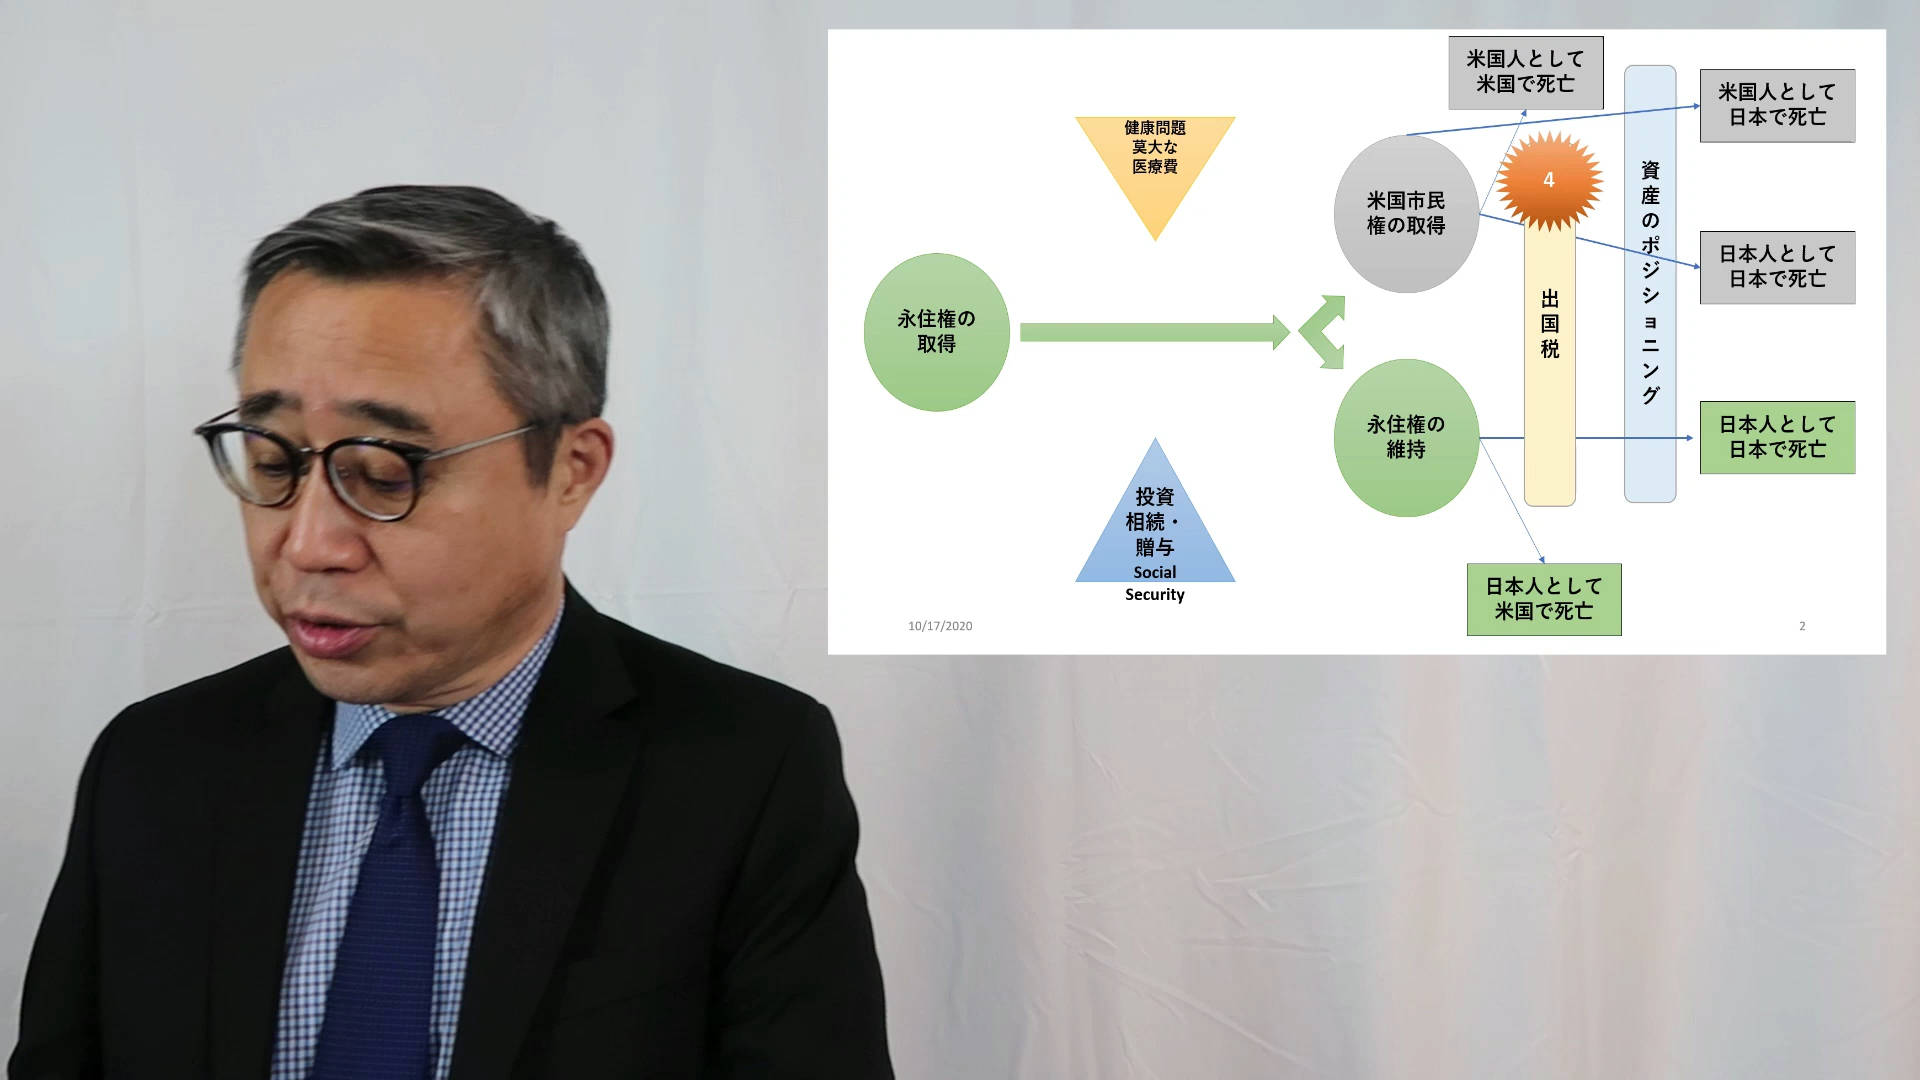 米国人として
米国で死亡
米国人として
日本で死亡
健康問題
莫大な
医療費
4
米国市民
権の取得
資産のポジショニング
日本人として
日本で死亡
永住権の
取得
出国税
永住権の
維持
日本人として
日本で死亡
投資
相続・
贈与
Social
Security
日本人として
米国で死亡
10/17/2020
2